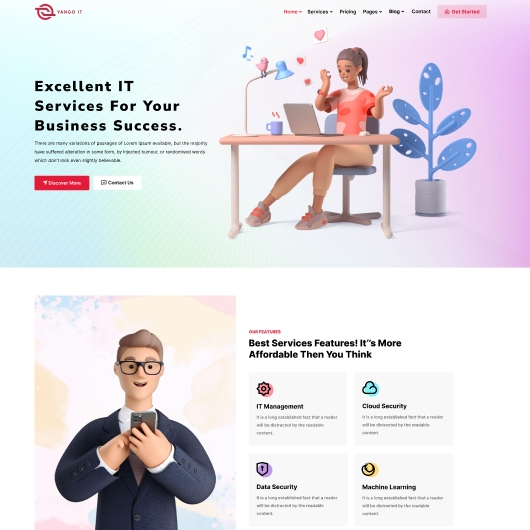 YANGO IT
Home Services Pricing Pages Blog Contact Get Started
Excellent IT
Services For Your
Business Success.
There are many variations of passages of Lorem Ipsum available, but the majority
have suffered alteration in some form, by injected humour, or randomised words
which don't look even slightly believable.
Discover More Contact Us
OUR FEATURES
Best Services Features! It''s More
Affordable Then You Think
IT Management
It is a long established fact that a reader
will be distracted by the readable
content.
Cloud Security
It is a long established fact that a reader
will be distracted by the readable
content.
Data Security
It is a long established fact that a reader
will be distracted by the readable
content.
Machine Learning
It is a long established fact that a reader
will be distracted by the readable
content.